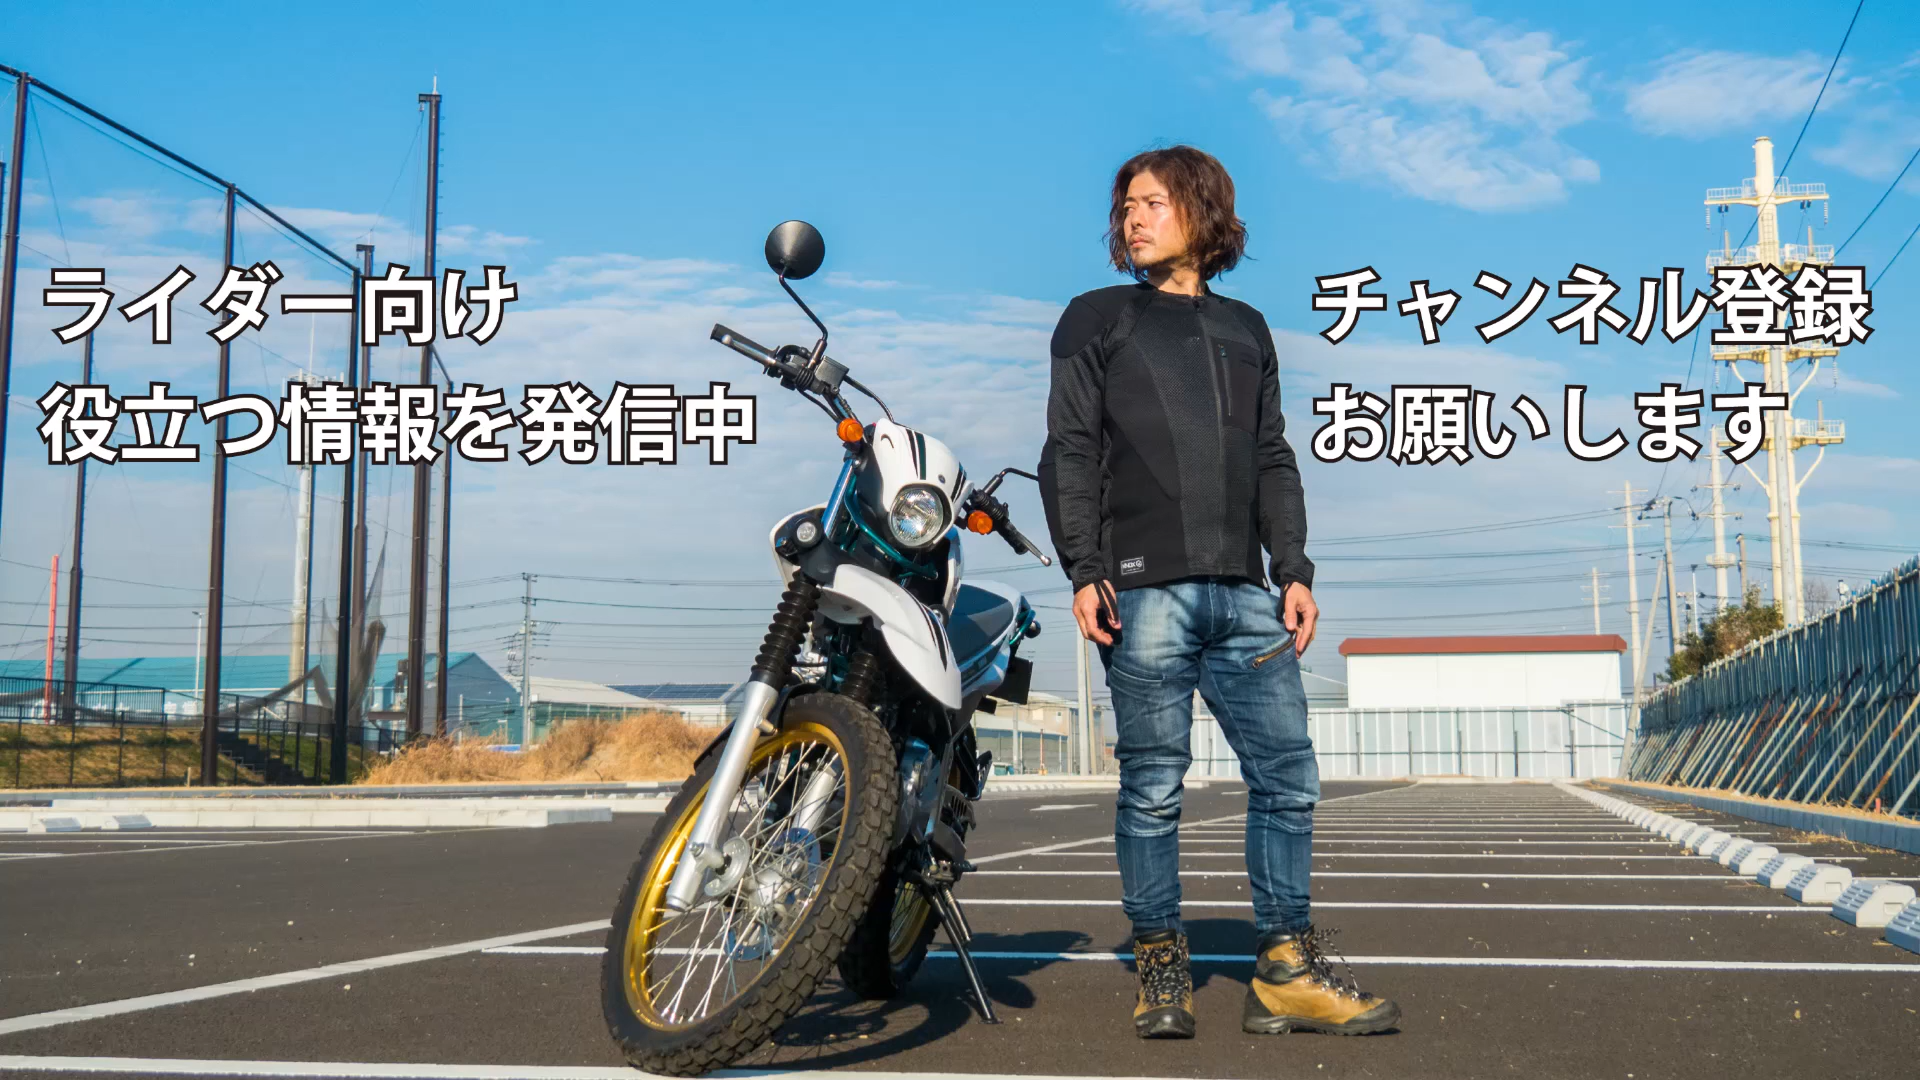 ライダー向け
役立つ情報を発信中
チャンネル登録
お願いします
KNOX